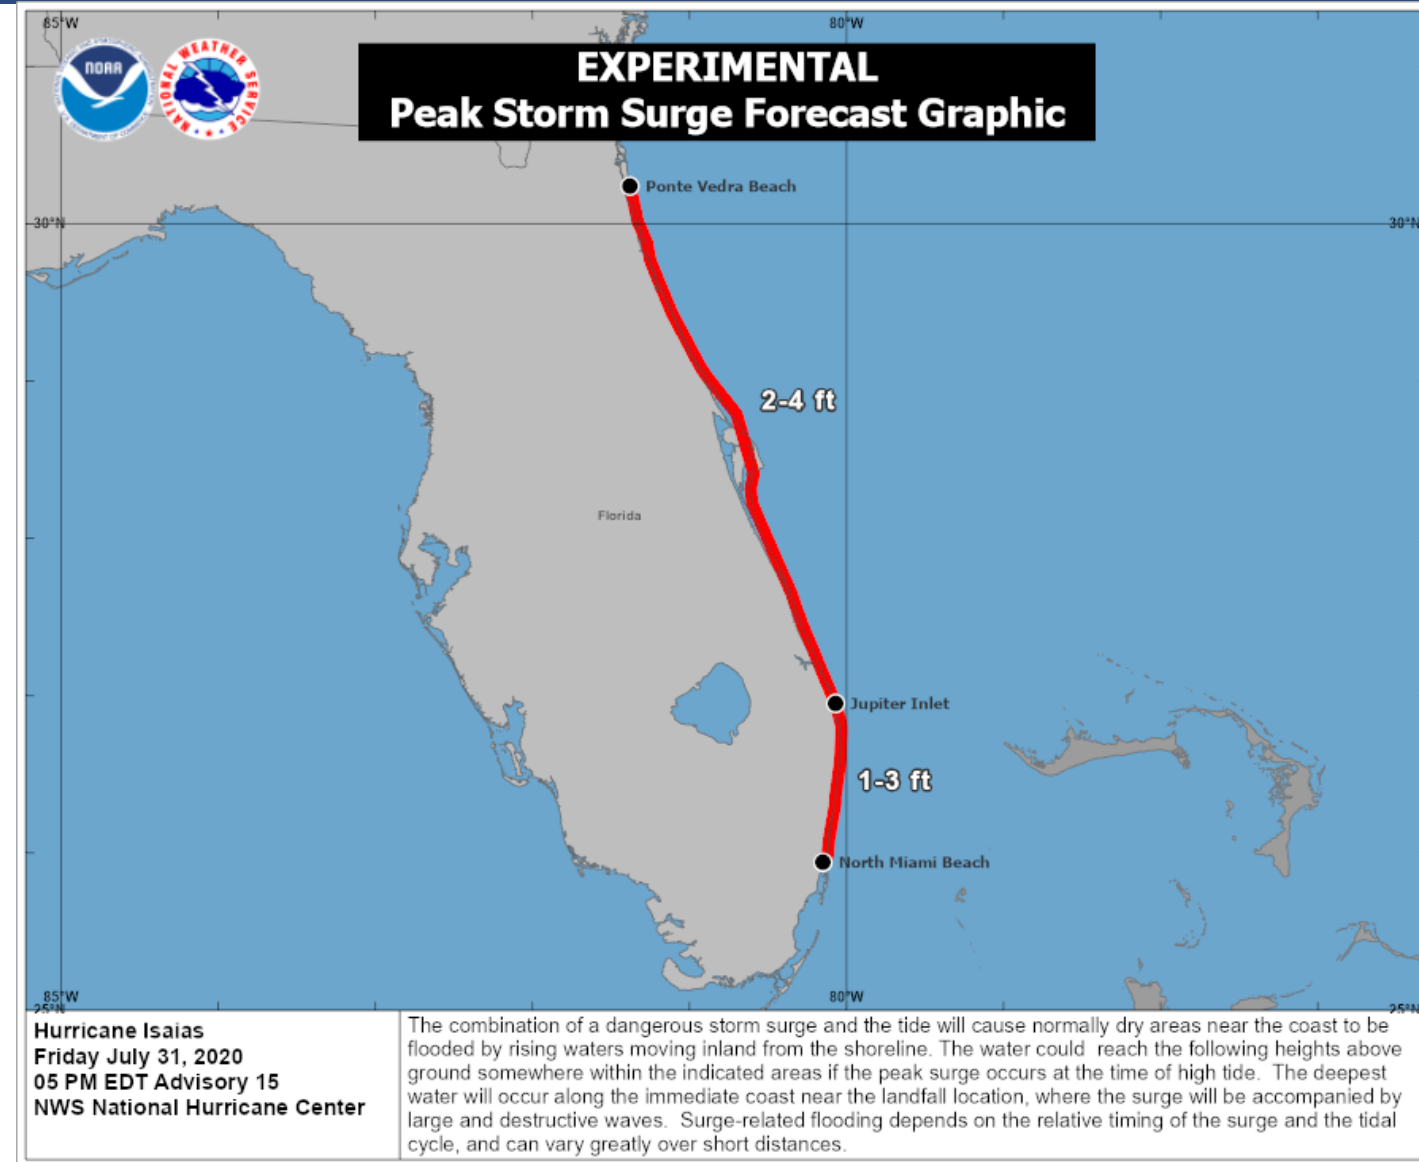 85°W
80°W
NOAA
NATIONAL WEATHER SERVICE
EXPERIMENTAL
Peak Storm Surge Forecast Graphic
Ponte Vedra Beach
30°N
30°N
2-4 ft
Florida
Jupiter Inlet
1-3 ft
North Miami Beach
85°W
80°W
25°N
25°N
Hurricane Isaias
Friday July 31, 2020
05 PM EDT Advisory 15
NWS National Hurricane Center
The combination of a dangerous storm surge and the tide will cause normally dry areas near the coast to be
flooded by rising waters moving inland from the shoreline. The water could  reach the following heights above
ground somewhere within the indicated areas if the peak surge occurs at the time of high tide.  The deepest
water will occur along the immediate coast near the landfall location, where the surge will be accompanied by
large and destructive waves.  Surge-related flooding depends on the relative timing of the surge and the tidal
cycle, and can vary greatly over short distances.